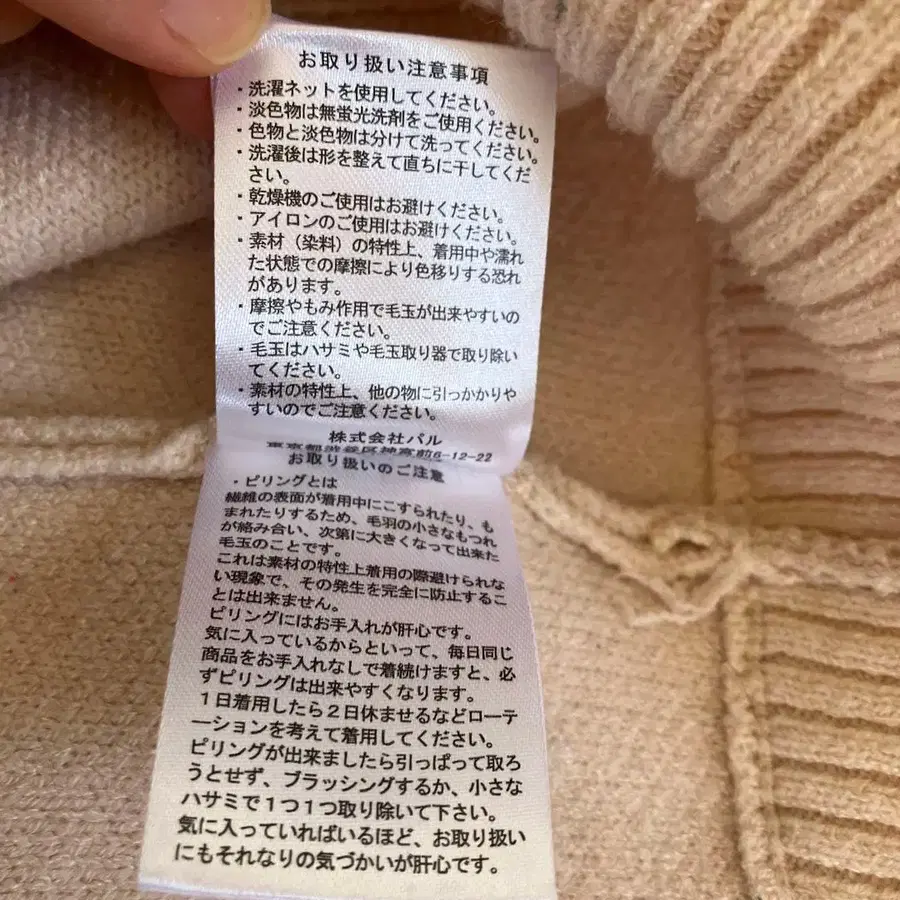 お取り扱い注意事項
・洗濯ネットを使用してください。
・淡色物は無蛍光洗剤をご使用ください。
・色物と淡色物は分けて洗ってください。
・洗濯後は形を整えて直ちに干してくだ
さい。
・乾燥機のご使用はお避けください。
・アイロンのご使用はお避けください。
・素材（染料）の特性上、着用中や濡れ
た状態での摩擦により色移りする恐れ
があります。
・摩擦やもみ作用で毛玉が出来やすいの
でご注意ください。
・毛玉はハサミや毛玉取り器で取り除い
てください。
・素材の特性上、他の物に引っかかりや
すいのでご注意ください。
株式会社パル
東京都渋谷区神宮前6-12-22
お取り扱いのご注意
・ピリングとは
繊維の表面が着用中にこすられたり、も
まれたりするため、毛羽の小さなもつれ
が絡み合い、次第に大きくなって出来た
毛玉のことです。
これは素材の特性上着用の際避けられな
い現象で、その発生を完全に防止するこ
とは出来ません。
ピリングにはお手入れが肝心です。
気に入っているからといって、毎日同じ
商品をお手入れなしで着続けますと、必
ずピリングは出来やすくなります。
１日着用したら２日休ませるなどローテ
ーションを考えて着用してください。
ピリングが出来ましたら引っぱって取ろ
うとせず、ブラッシングするか、小さな
ハサミで１つ１つ取り除いて下さい。
気に入っていればいるほど、お取り扱い
にもそれなりの気づかいが肝心です。